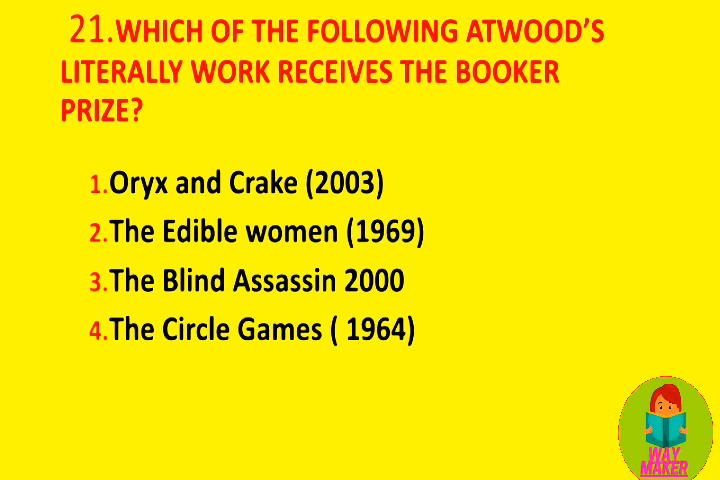 21.WHICH OF THE FOLLOWING ATWOOD’S
LITERALLY WORK RECEIVES THE BOOKER
PRIZE?
1.Oryx and Crake (2003)
2.The Edible women (1969)
3.The Blind Assassin 2000
4.The Circle Games ( 1964)
WAY
MAKER